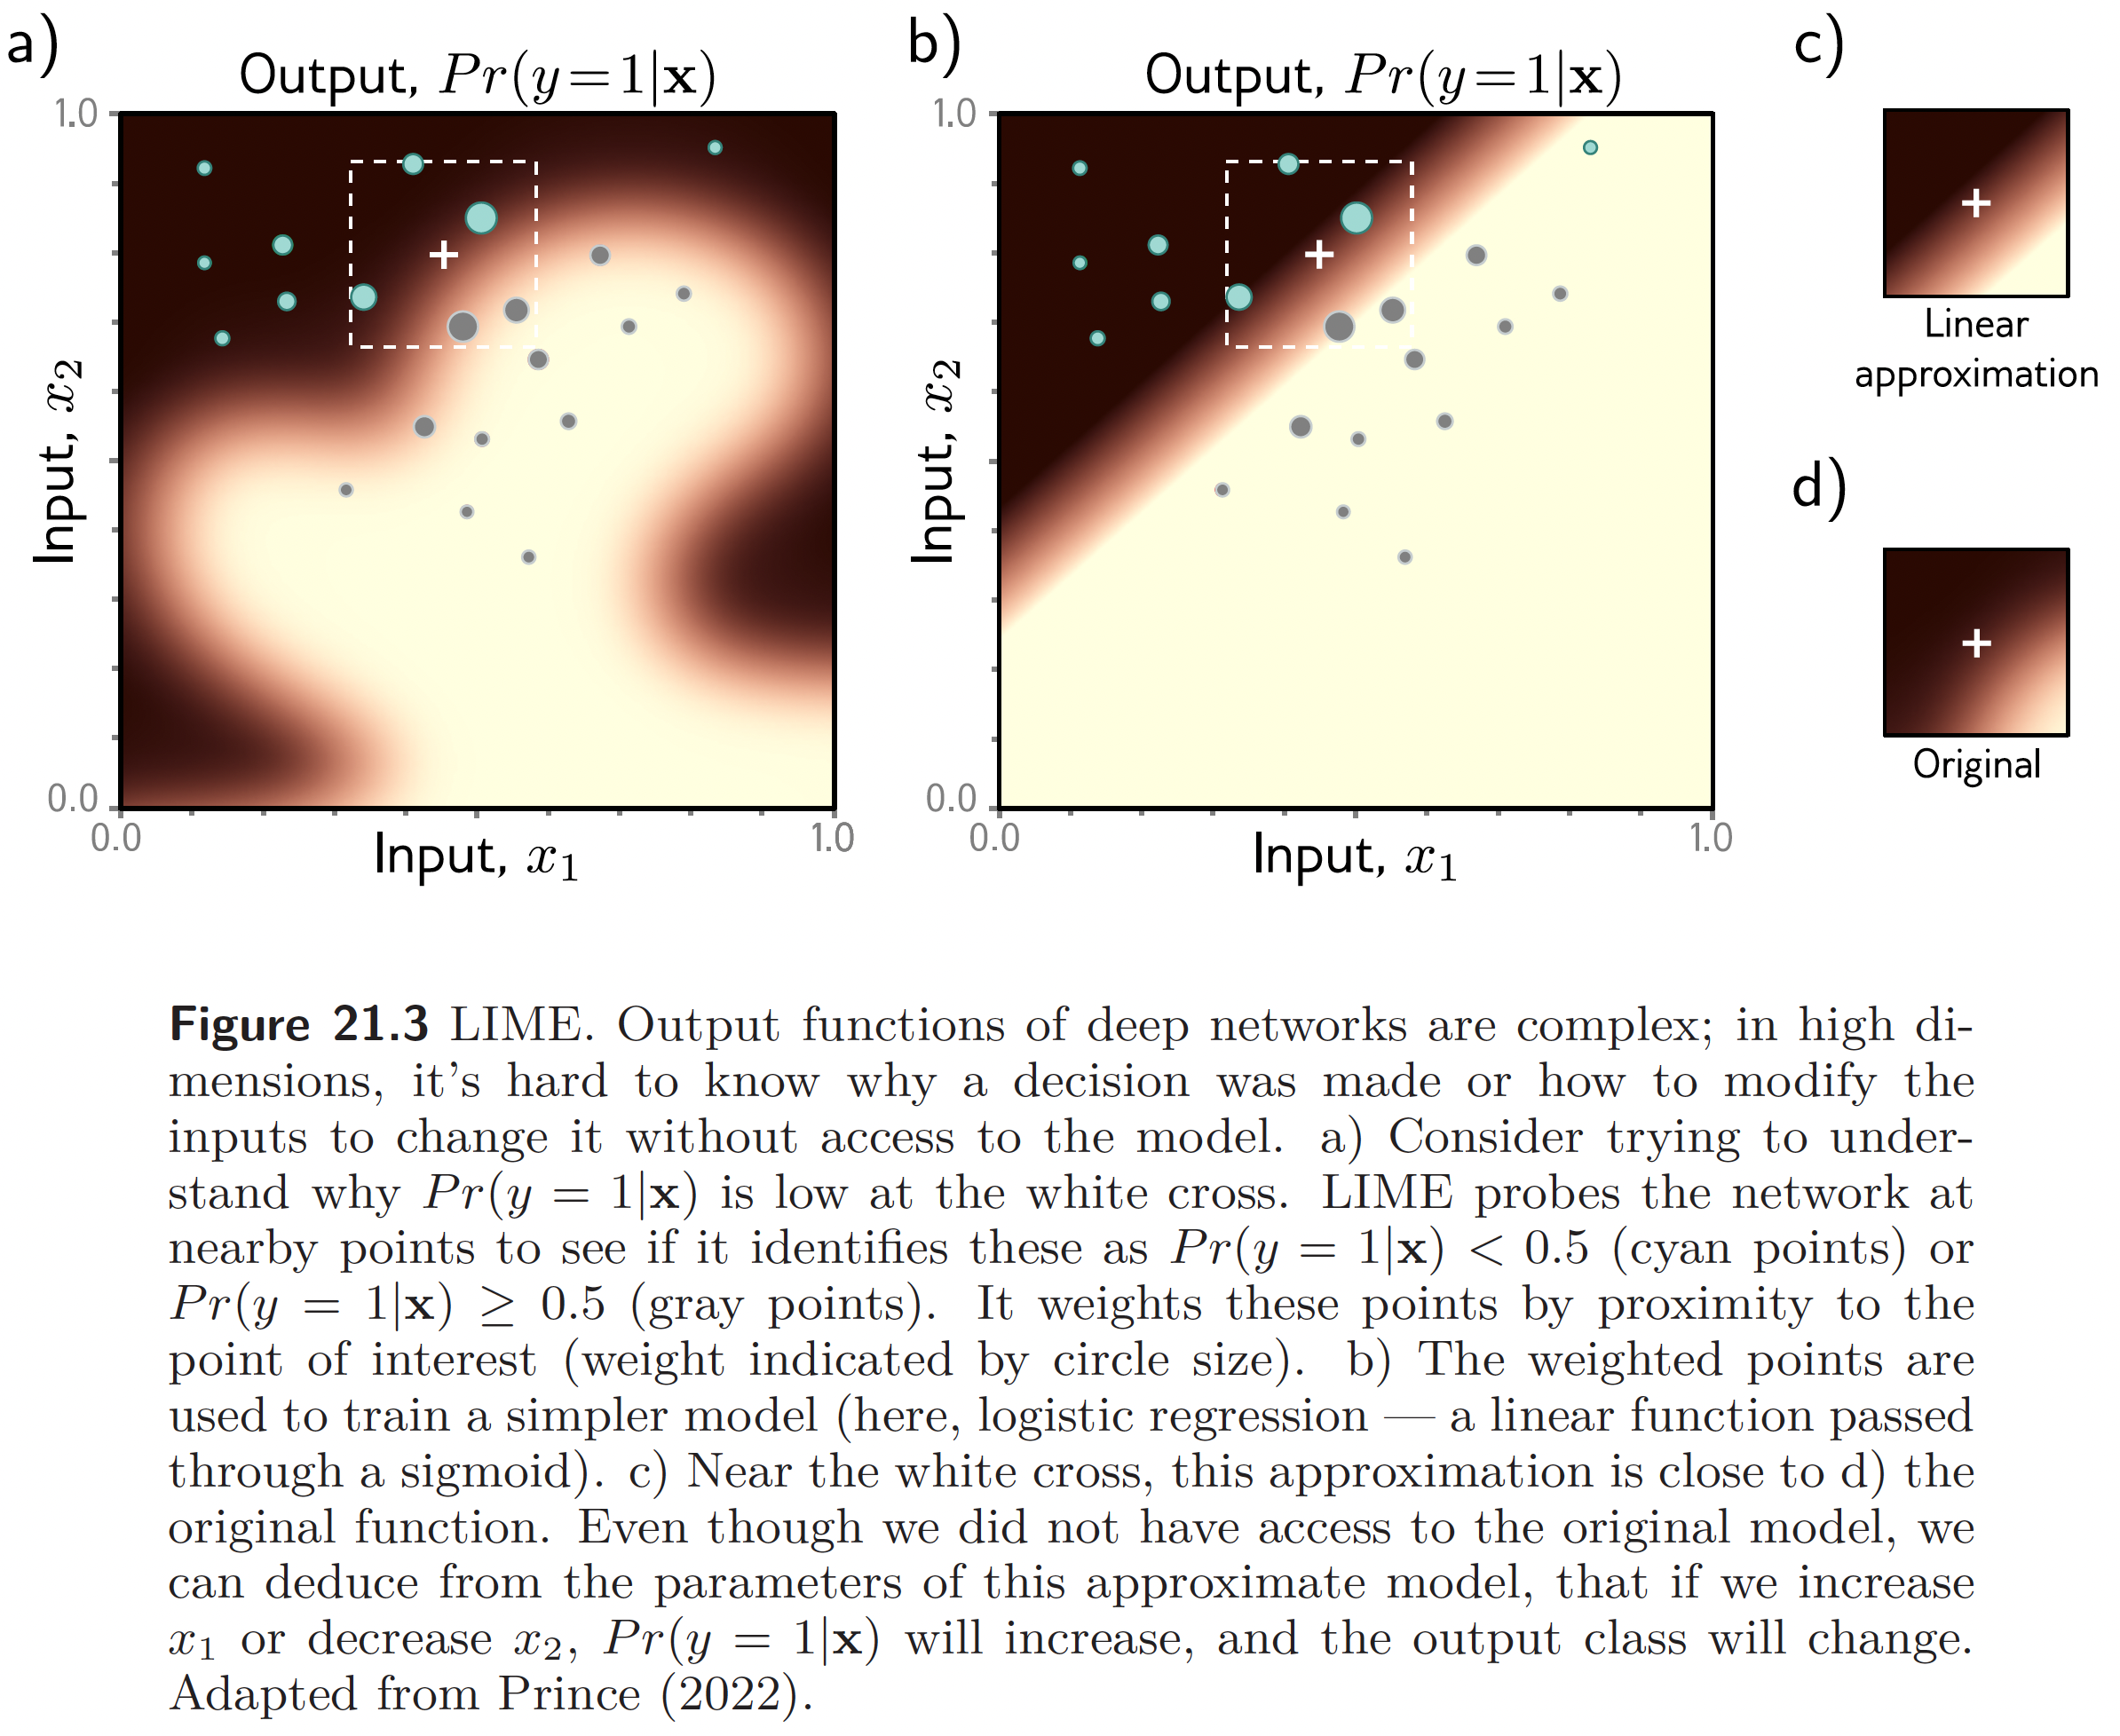 a)
Output, Pr(y=1|x)
1.0
Input, x₂
0.0
0.0
1.0
Input, x₁
b)
Output, Pr(y=1|x)
1.0
Input, x₂
0.0
0.0
1.0
Input, x₁
c)
Linear
approximation
d)
Original
Figure 21.3 LIME. Output functions of deep networks are complex; in high di-
mensions, it's hard to know why a decision was made or how to modify the
inputs to change it without access to the model. a) Consider trying to under-
stand why Pr(y = 1|x) is low at the white cross. LIME probes the network at
nearby points to see if it identifies these as Pr(y = 1|x) < 0.5 (cyan points) or
Pr(y = 1|x) ≥ 0.5 (gray points). It weights these points by proximity to the
point of interest (weight indicated by circle size). b) The weighted points are
used to train a simpler model (here, logistic regression — a linear function passed
through a sigmoid). c) Near the white cross, this approximation is close to d) the
original function. Even though we did not have access to the original model, we
can deduce from the parameters of this approximate model, that if we increase
x₁ or decrease x₂, Pr(y = 1|x) will increase, and the output class will change.
Adapted from Prince (2022).